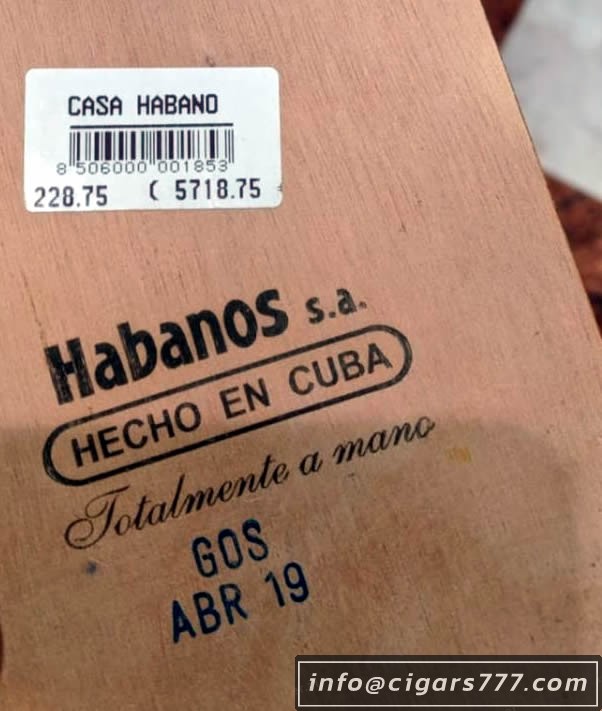 CASA HABANO
8 506000 001853
228.75 ( 5718.75
Habanos s.a.
HECHO EN CUBA
Totalmente a mano
GOS
ABR 19
info@cigars777.com